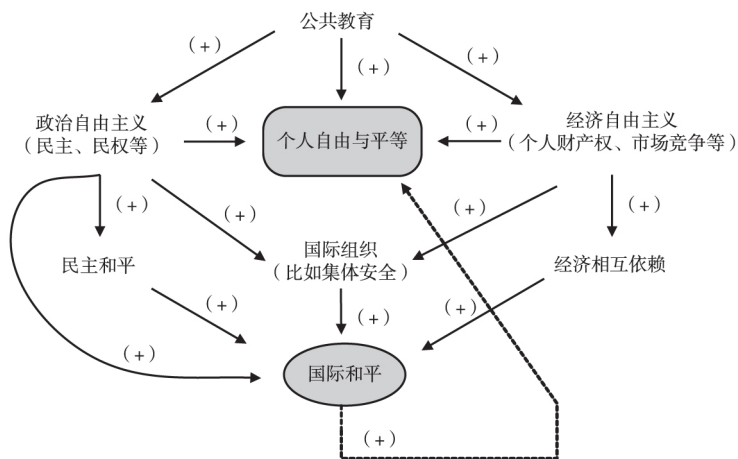 公共教育
（+）
（+）
（+）
政治自由主义
（民主、民权等）
（+）
个人自由与平等
（+）
经济自由主义
（个人财产权、市场竞争等）
（+）
（+）
（+）
（+）
民主和平
国际组织
（比如集体安全）
经济相互依赖
（+）
（+）
（+）
（+）
国际和平
（+）